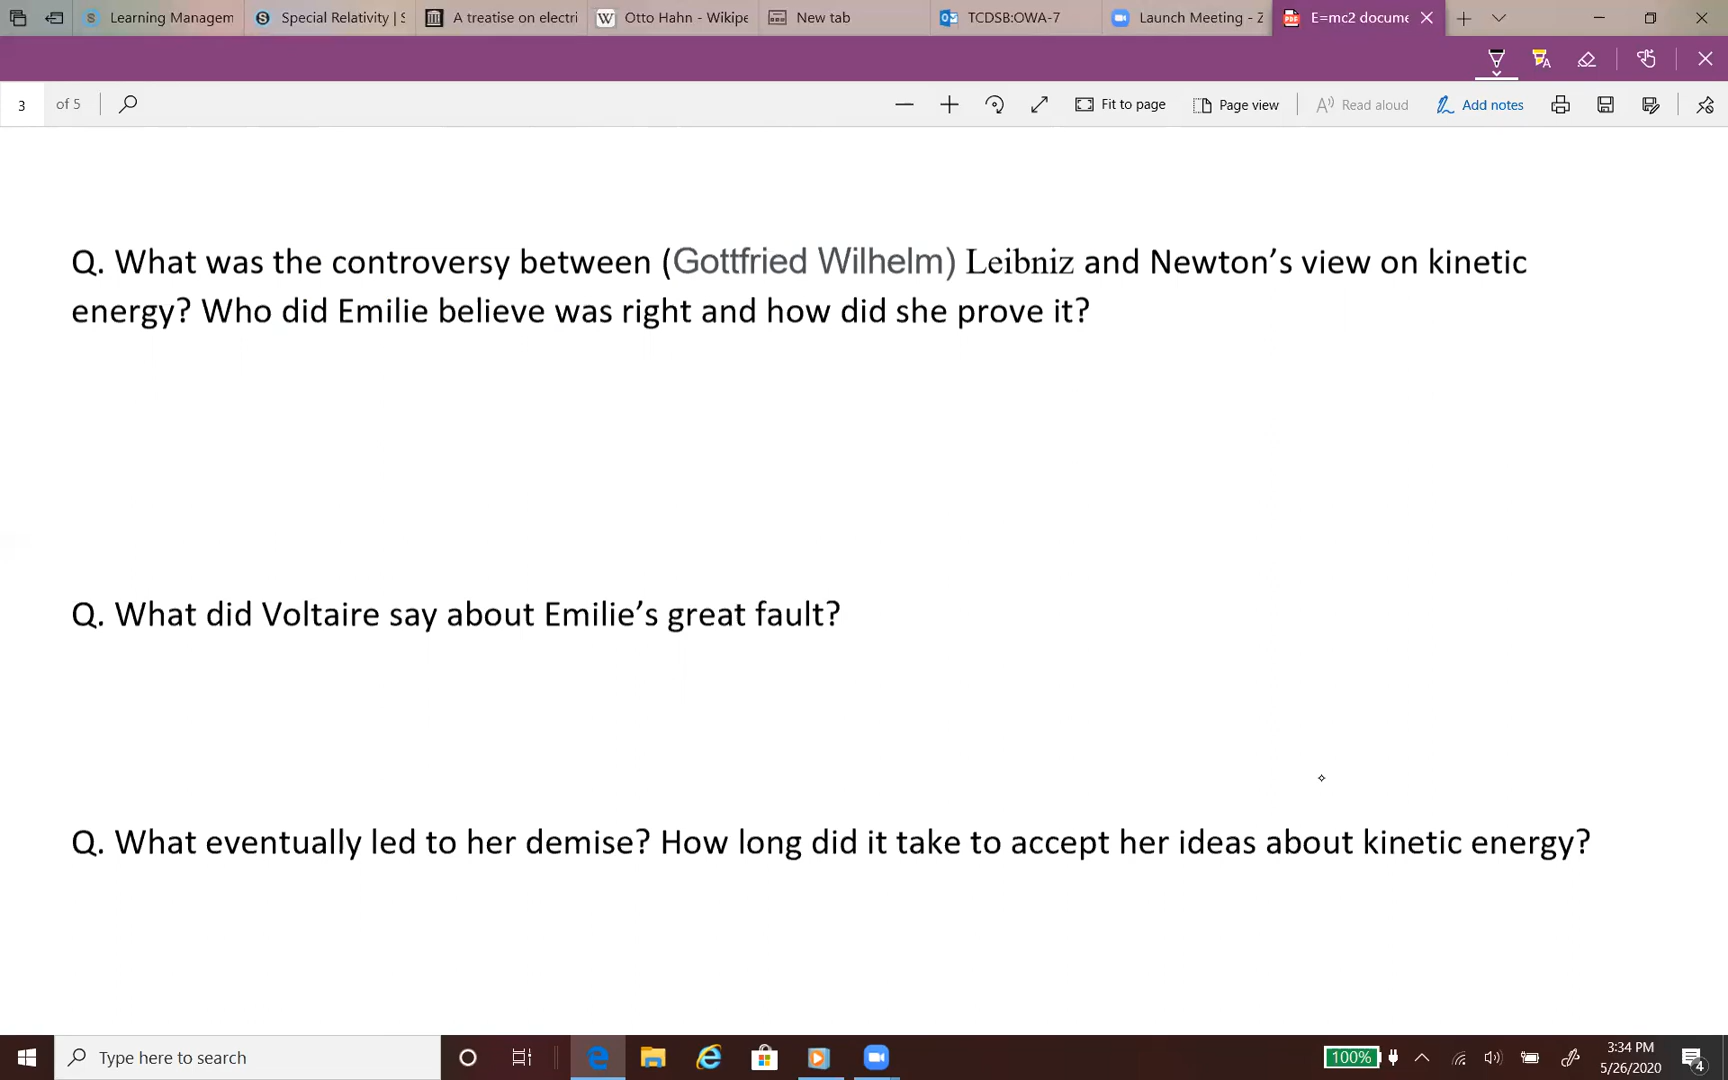 Learning Managem
Special Relativity | S
A treatise on electri
W Otto Hahn - Wikipe
New tab
TCDSB:OWA-7
Launch Meeting - Z
E=mc2 docume
3 of 5
Fit to page
Page view
Read aloud
Add notes
Q. What was the controversy between (Gottfried Wilhelm) Leibniz and Newton’s view on kinetic
energy? Who did Emilie believe was right and how did she prove it?
Q. What did Voltaire say about Emilie’s great fault?
Q. What eventually led to her demise? How long did it take to accept her ideas about kinetic energy?
Type here to search
100%
3:34 PM
5/26/2020
4